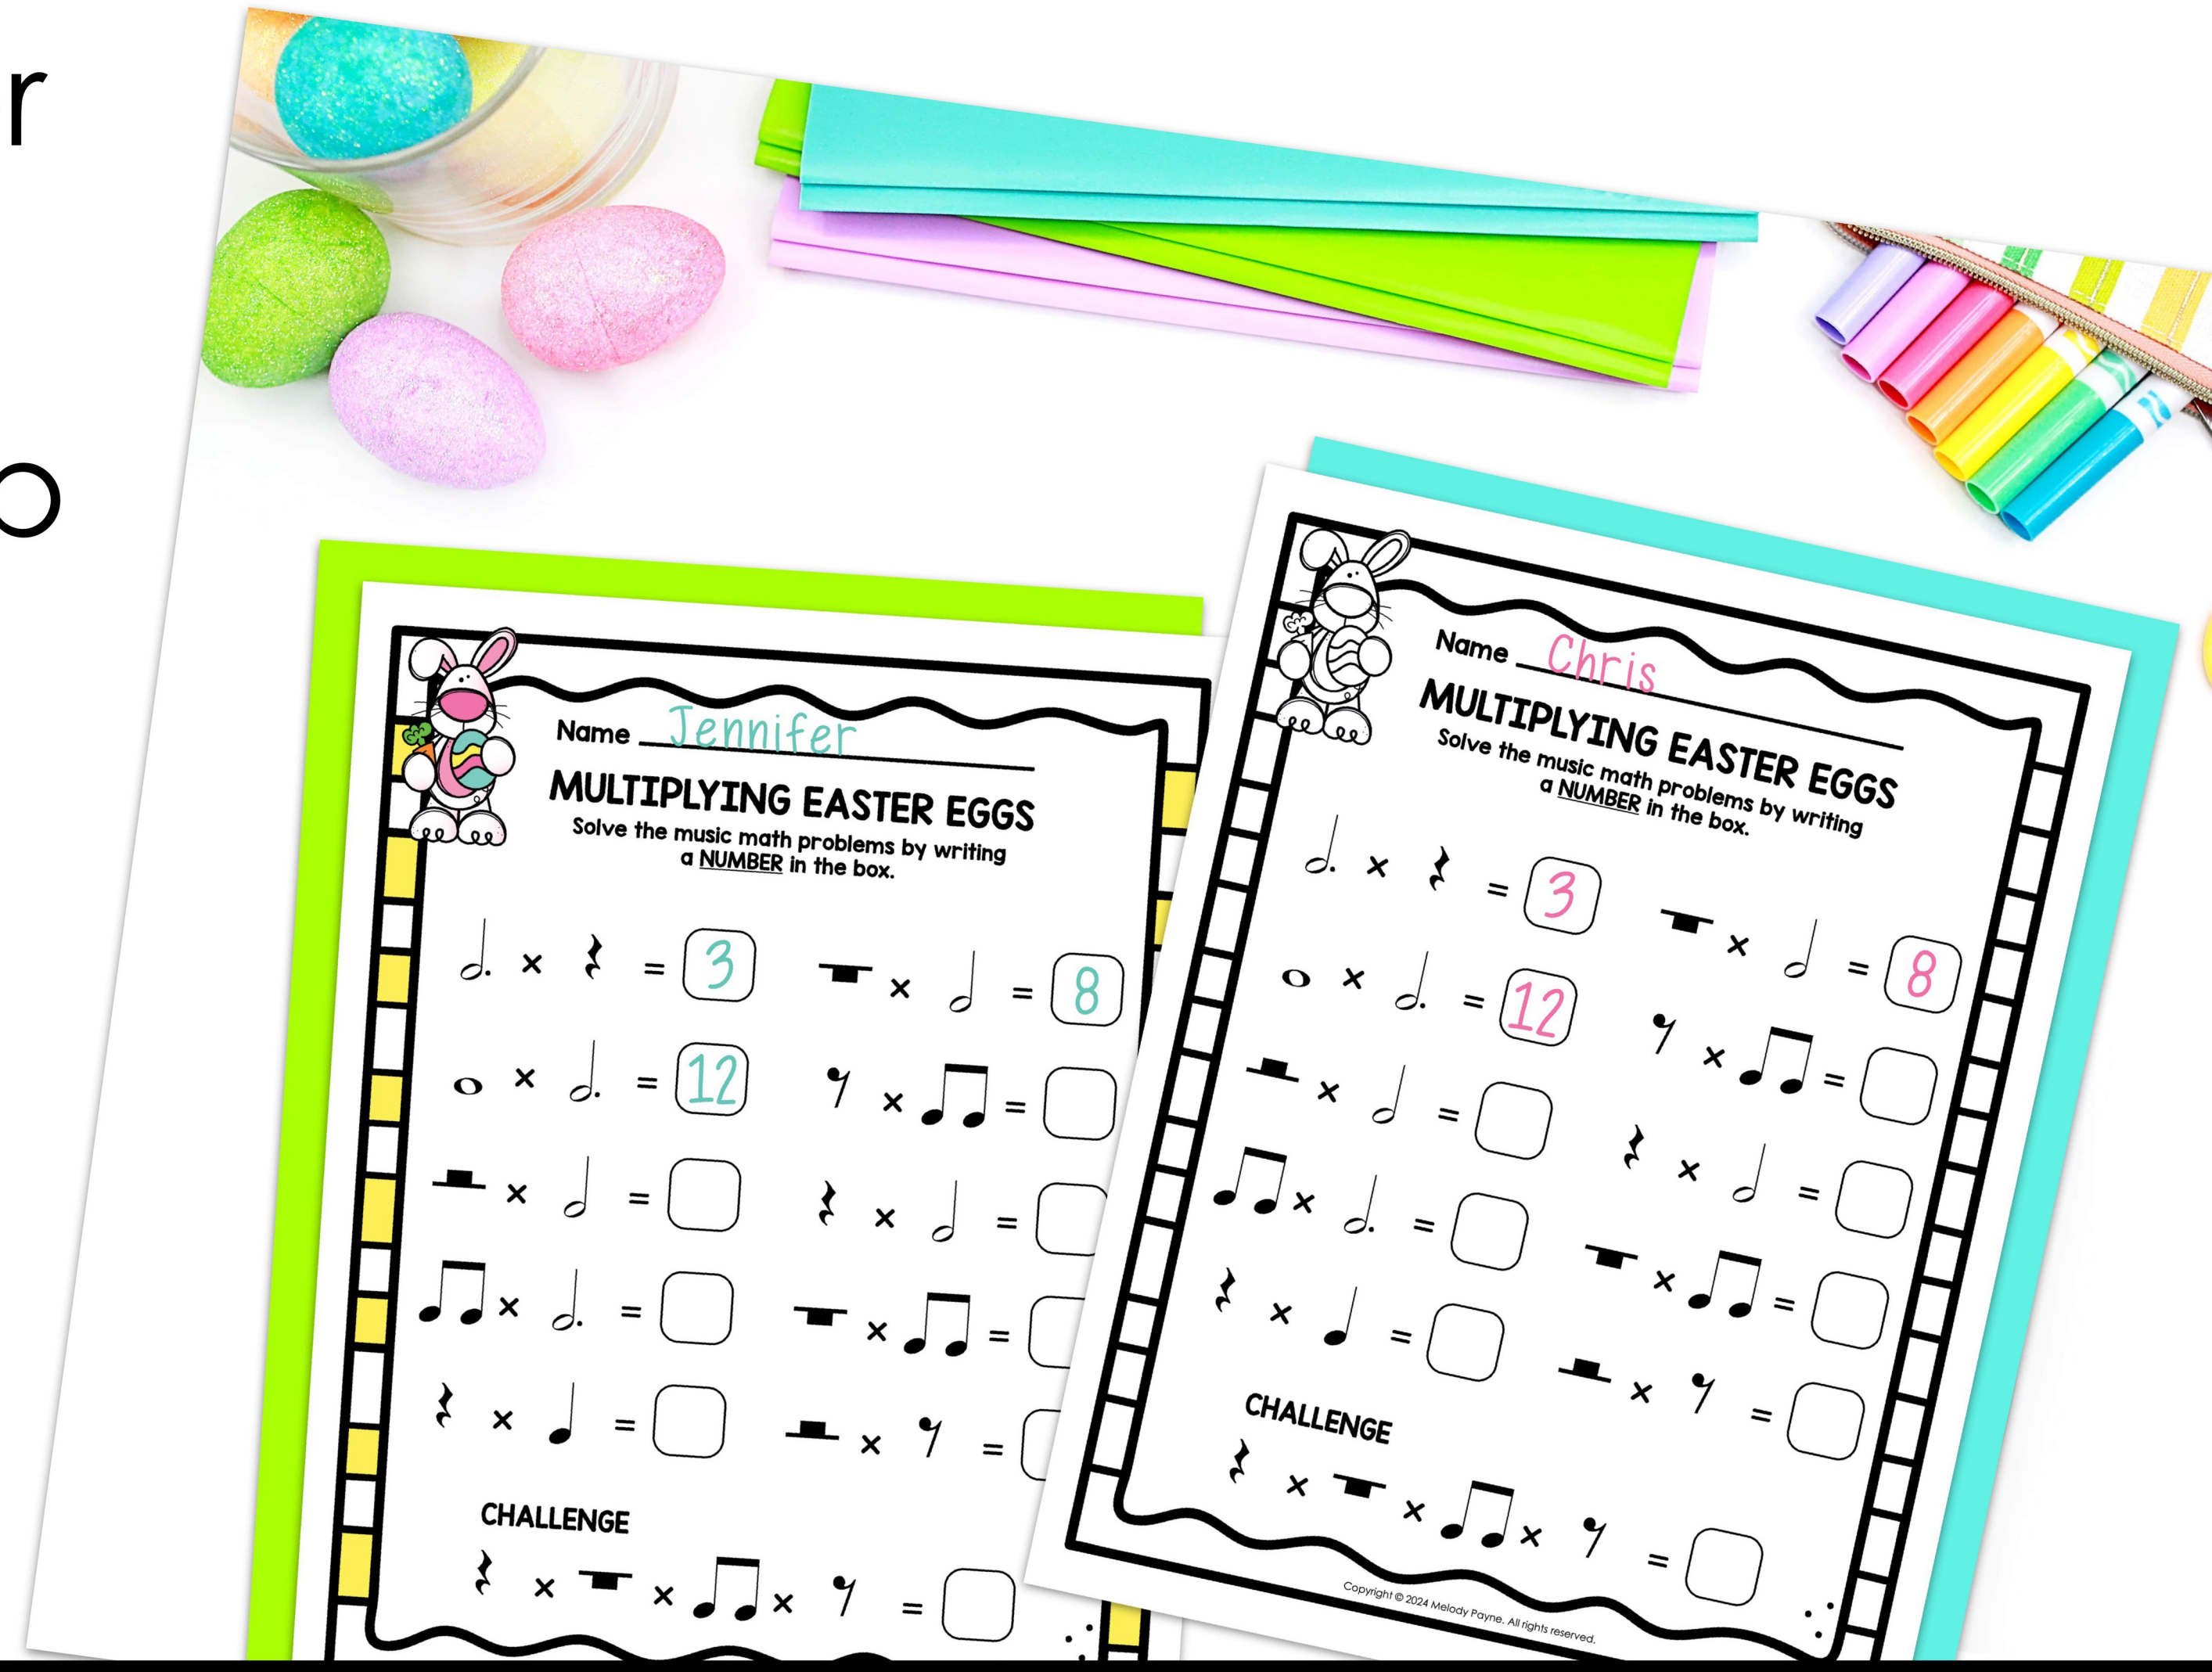 r
o
Name Jennifer
MULTIPLYING EASTER EGGS
Solve the music math problems by writing
a NUMBER in the box.
× = 3
× = 8
× = 12
× =
× =
× =
× =
× =
× =
× =
CHALLENGE
× × × =
Name Chris
MULTIPLYING EASTER EGGS
Solve the music math problems by writing
a NUMBER in the box.
× = 3
× = 8
× = 12
× =
× =
× =
× =
× =
× =
× =
CHALLENGE
× × × =
Copyright © 2024 Melody Payne. All rights reserved.